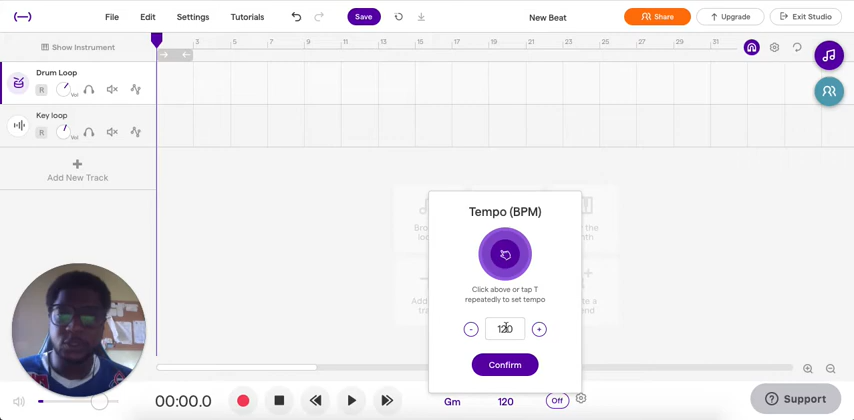 File Edit Settings Tutorials Save New Beat Share Upgrade Exit Studio
Show Instrument
3 5 7 9 11 13 15 17 19 21 23 25 27 29 31
Drum Loop
R Vol
Key loop
R Vol
Add New Track
Tempo (BPM)
Click above or tap T
repeatedly to set tempo
- 120 +
Confirm
00:00.0 Gm 120 Off Support